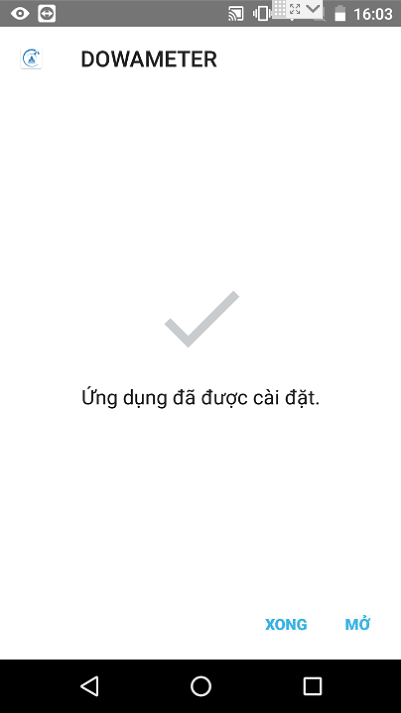 16:03
DOWAMETER
Ứng dụng đã được cài đặt.
XONG MỞ